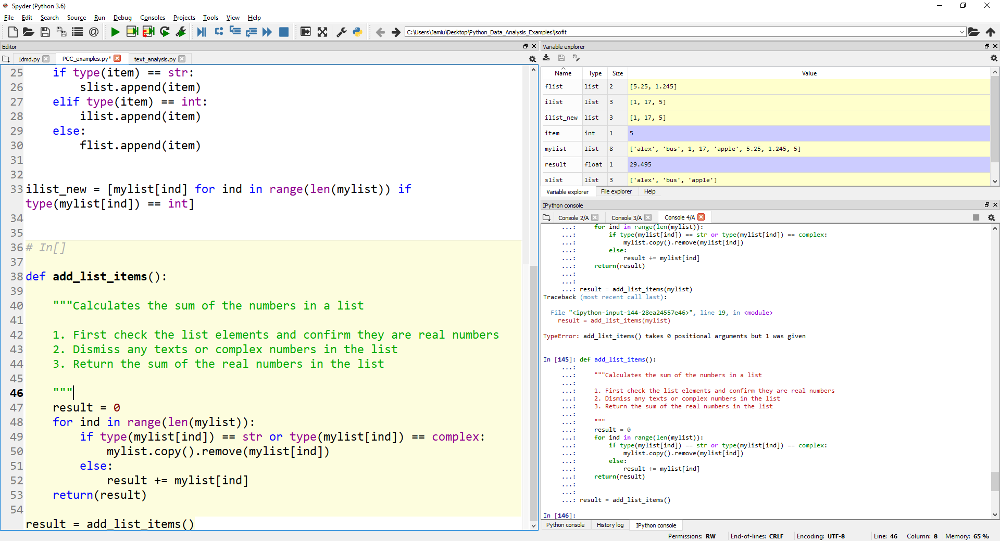 Spyder (Python 3.6)
File Edit Search Source Run Debug Consoles Projects Tools View Help
C:\Users\Jamiu\Desktop\Python_Data_Analysis_Examples\isofit
Editor
1dmd.py PCC_examples.py* text_analysis.py
25     if type(item) == str:
26         slist.append(item)
27     elif type(item) == int:
28         ilist.append(item)
29     else:
30         flist.append(item)
31
32
33 ilist_new = [mylist[ind] for ind in range(len(mylist)) if
type(mylist[ind]) == int]
34
35
36 # In[]
37
38 def add_list_items():
39
40     """Calculates the sum of the numbers in a list
41
42     1. First check the list elements and confirm they are real numbers
43     2. Dismiss any texts or complex numbers in the list
44     3. Return the sum of the real numbers in the list
45
46     """
47     result = 0
48     for ind in range(len(mylist)):
49         if type(mylist[ind]) == str or type(mylist[ind]) == complex:
50             mylist.copy().remove(mylist[ind])
51         else:
52             result += mylist[ind]
53     return(result)
54
result = add_list_items()
Variable explorer
Name Type Size Value
flist list 2 [5.25, 1.245]
ilist list 3 [1, 17, 5]
ilist_new list 3 [1, 17, 5]
item int 1 5
mylist list 8 ['alex', 'bus', 1, 17, 'apple', 5.25, 1.245, 5]
result float 1 29.495
slist list 3 ['alex', 'bus', 'apple']
Variable explorer File explorer Help
IPython console
Console 2/A Console 3/A Console 4/A
...:     for ind in range(len(mylist)):
...:         if type(mylist[ind]) == str or type(mylist[ind]) == complex:
...:             mylist.copy().remove(mylist[ind])
...:         else:
...:             result += mylist[ind]
...:     return(result)
...:
...:
...: result = add_list_items(mylist)
Traceback (most recent call last):
File "<ipython-input-144-28ea24557e46>", line 19, in <module>
result = add_list_items(mylist)
TypeError: add_list_items() takes 0 positional arguments but 1 was given
In [145]: def add_list_items():
...:
...:     """Calculates the sum of the numbers in a list
...:
...:     1. First check the list elements and confirm they are real numbers
...:     2. Dismiss any texts or complex numbers in the list
...:     3. Return the sum of the real numbers in the list
...:
...:     """
...:     result = 0
...:     for ind in range(len(mylist)):
...:         if type(mylist[ind]) == str or type(mylist[ind]) == complex:
...:             mylist.copy().remove(mylist[ind])
...:         else:
...:             result += mylist[ind]
...:     return(result)
...:
...:
...: result = add_list_items()
In [146]:
Python console History log IPython console
Permissions: RW End-of-lines: CRLF Encoding: UTF-8 Line: 46 Column: 8 Memory: 65 %